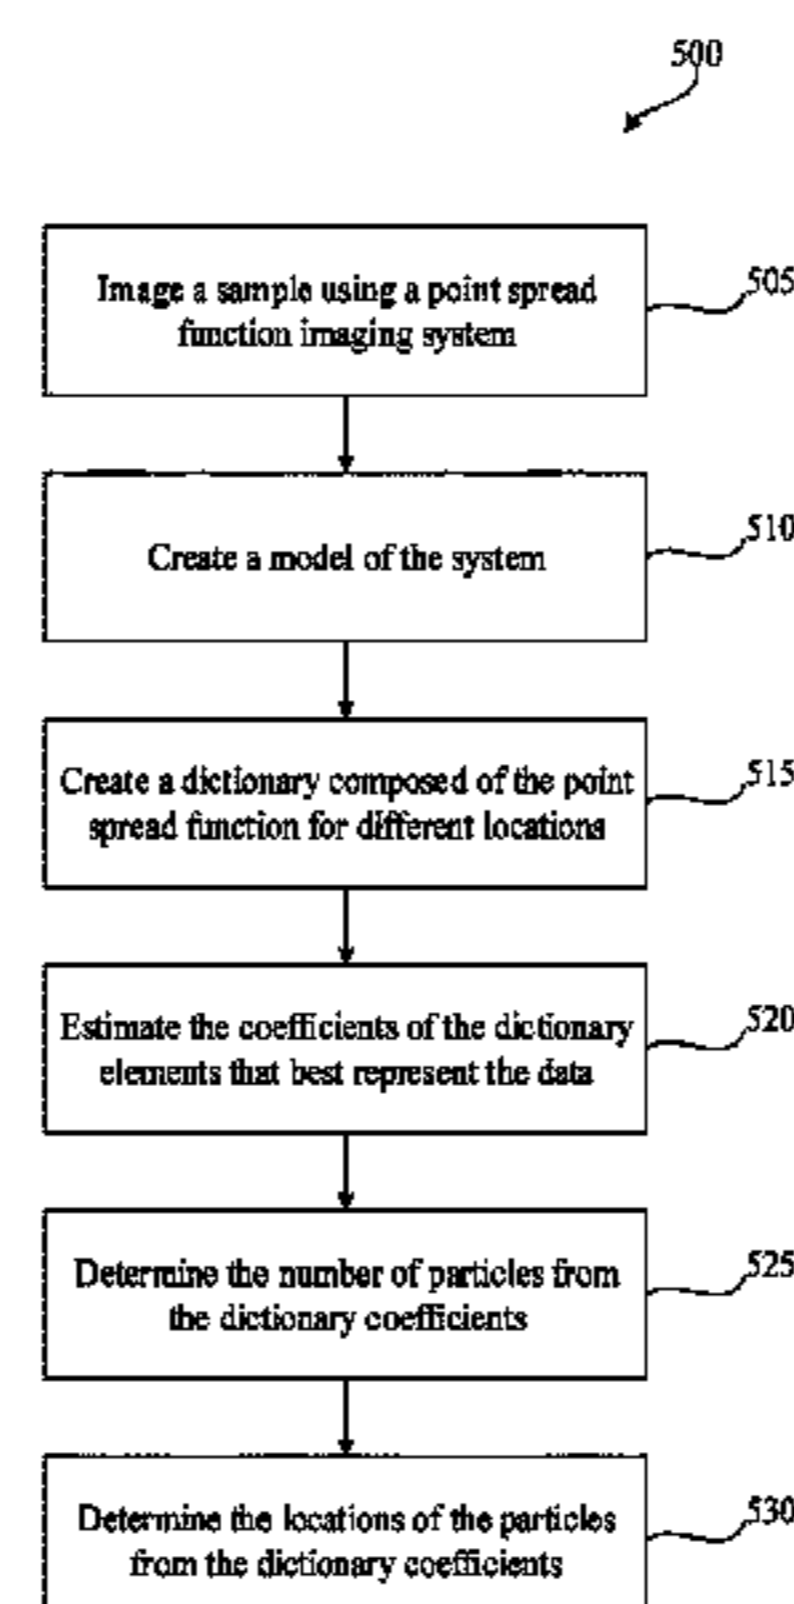 500
Image a sample using a point spread
function imaging system
505
Create a model of the system
510
Create a dictionary composed of the point
spread function for different locations
515
Estimate the coefficients of the dictionary
elements that best represent the data
520
Determine the number of particles from
the dictionary coefficients
525
Determine the locations of the particles
from the dictionary coefficients
530